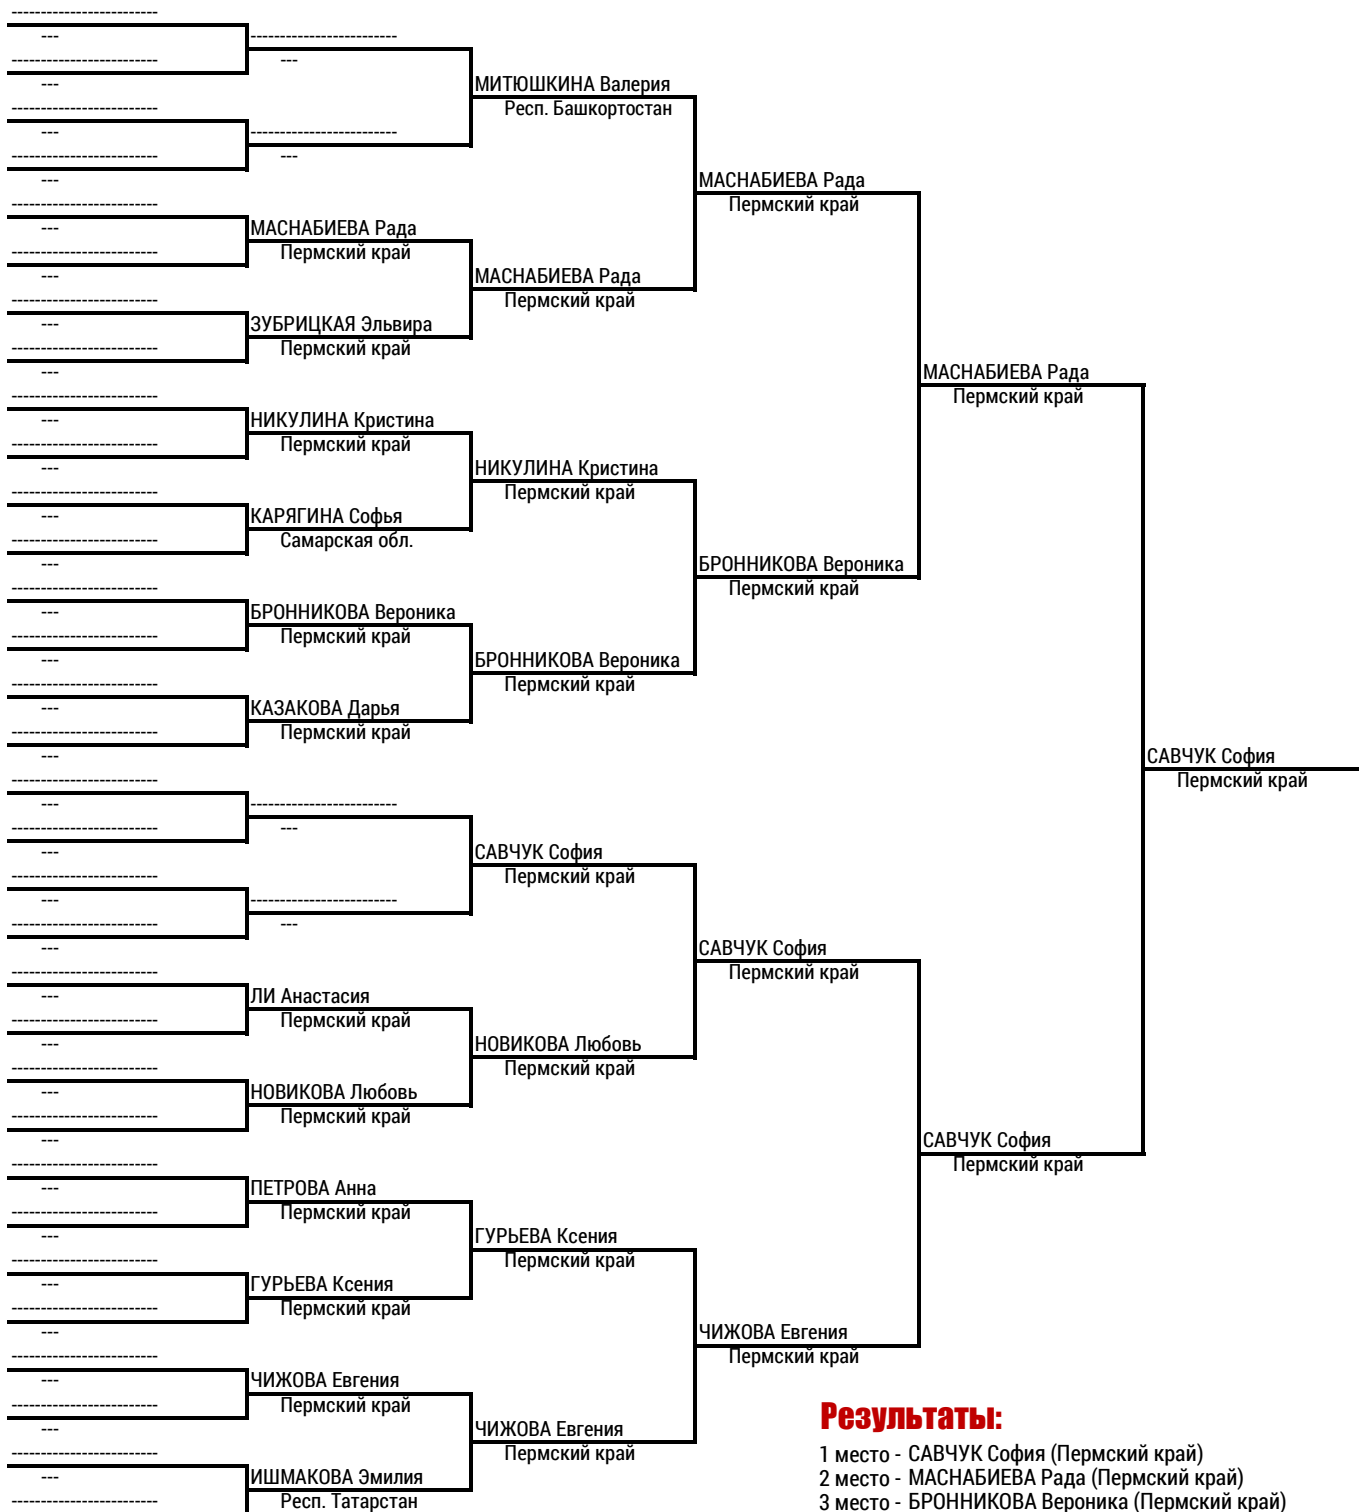 -------------------------
---
-------------------------
---
-------------------------
---
-------------------------
---
-------------------------
---
-------------------------
---
-------------------------
---
-------------------------
---
-------------------------
---
-------------------------
---
-------------------------
---
-------------------------
---
-------------------------
---
-------------------------
---
-------------------------
---
-------------------------
---
-------------------------
---
-------------------------
---
-------------------------
---
-------------------------
---
-------------------------
---
-------------------------
---
-------------------------
---
-------------------------
---
-------------------------
---
-------------------------
---
-------------------------
---
-------------------------
---
-------------------------
---
-------------------------
---
-------------------------
---
-------------------------
-------------------------
---
-------------------------
---
МАСНАБИЕВА Рада
Пермский край
ЗУБРИЦКАЯ Эльвира
Пермский край
НИКУЛИНА Кристина
Пермский край
КАРЯГИНА Софья
Самарская обл.
БРОННИКОВА Вероника
Пермский край
КАЗАКОВА Дарья
Пермский край
-------------------------
---
-------------------------
---
ЛИ Анастасия
Пермский край
НОВИКОВА Любовь
Пермский край
ПЕТРОВА Анна
Пермский край
ГУРЬЕВА Ксения
Пермский край
ЧИЖОВА Евгения
Пермский край
ИШМАКОВА Эмилия
Респ. Татарстан
МИТЮШКИНА Валерия
Респ. Башкортостан
МАСНАБИЕВА Рада
Пермский край
НИКУЛИНА Кристина
Пермский край
БРОННИКОВА Вероника
Пермский край
САВЧУК София
Пермский край
НОВИКОВА Любовь
Пермский край
ГУРЬЕВА Ксения
Пермский край
ЧИЖОВА Евгения
Пермский край
МАСНАБИЕВА Рада
Пермский край
БРОННИКОВА Вероника
Пермский край
САВЧУК София
Пермский край
ЧИЖОВА Евгения
Пермский край
МАСНАБИЕВА Рада
Пермский край
САВЧУК София
Пермский край
САВЧУК София
Пермский край
Результаты:
1 место - САВЧУК София (Пермский край)
2 место - МАСНАБИЕВА Рада (Пермский край)
3 место - БРОННИКОВА Вероника (Пермский край)